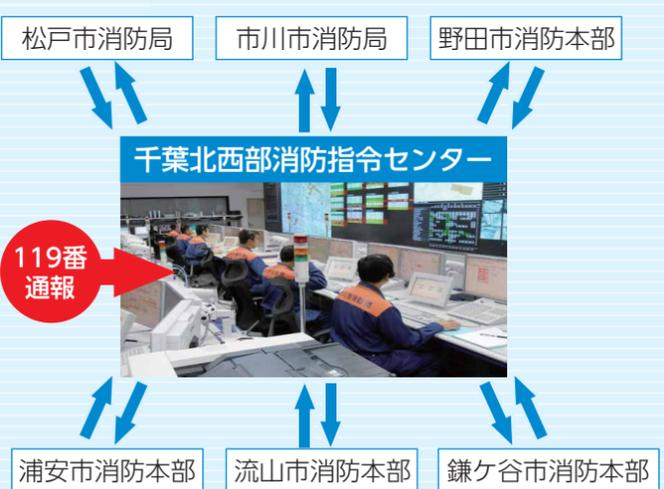 松戸市消防局
市川市消防局
野田市消防本部
千葉北西部消防指令センター
119番
通報
浦安市消防本部
流山市消防本部
鎌ケ谷市消防本部